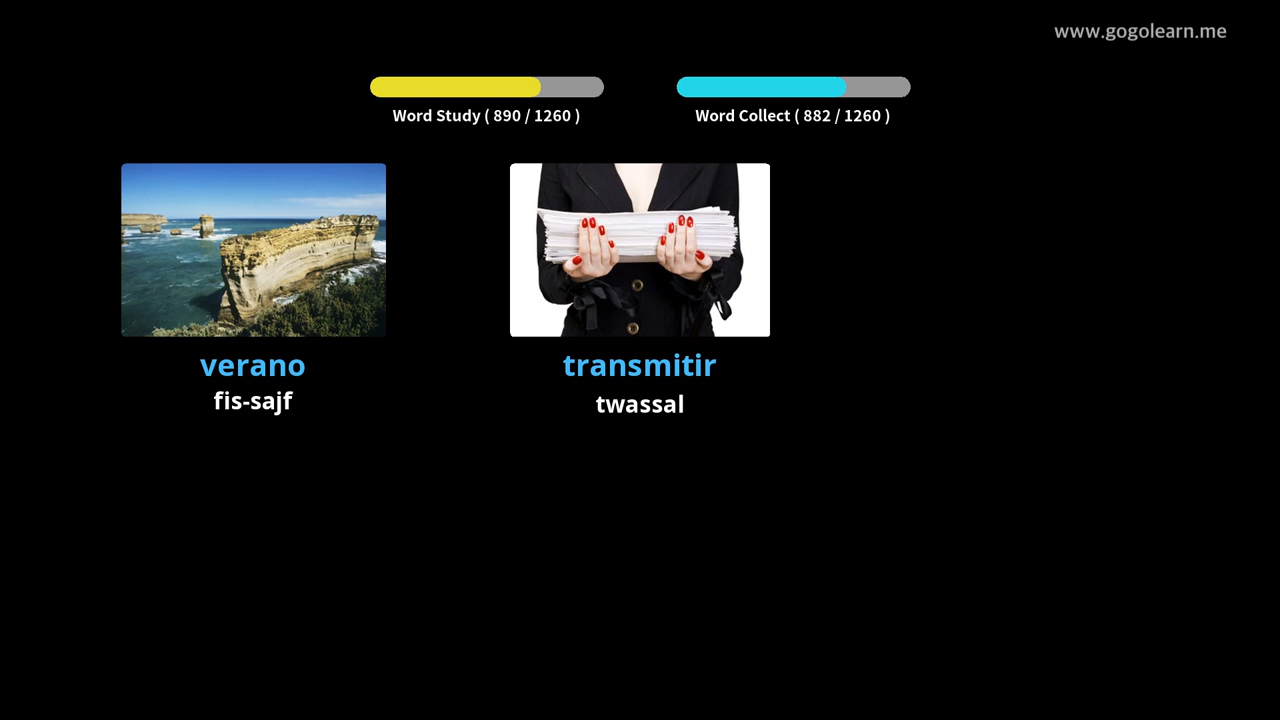 www.gogolearn.me
Word Study ( 890 / 1260 )
Word Collect ( 882 / 1260 )
verano
fis-sajf
transmitir
twassal